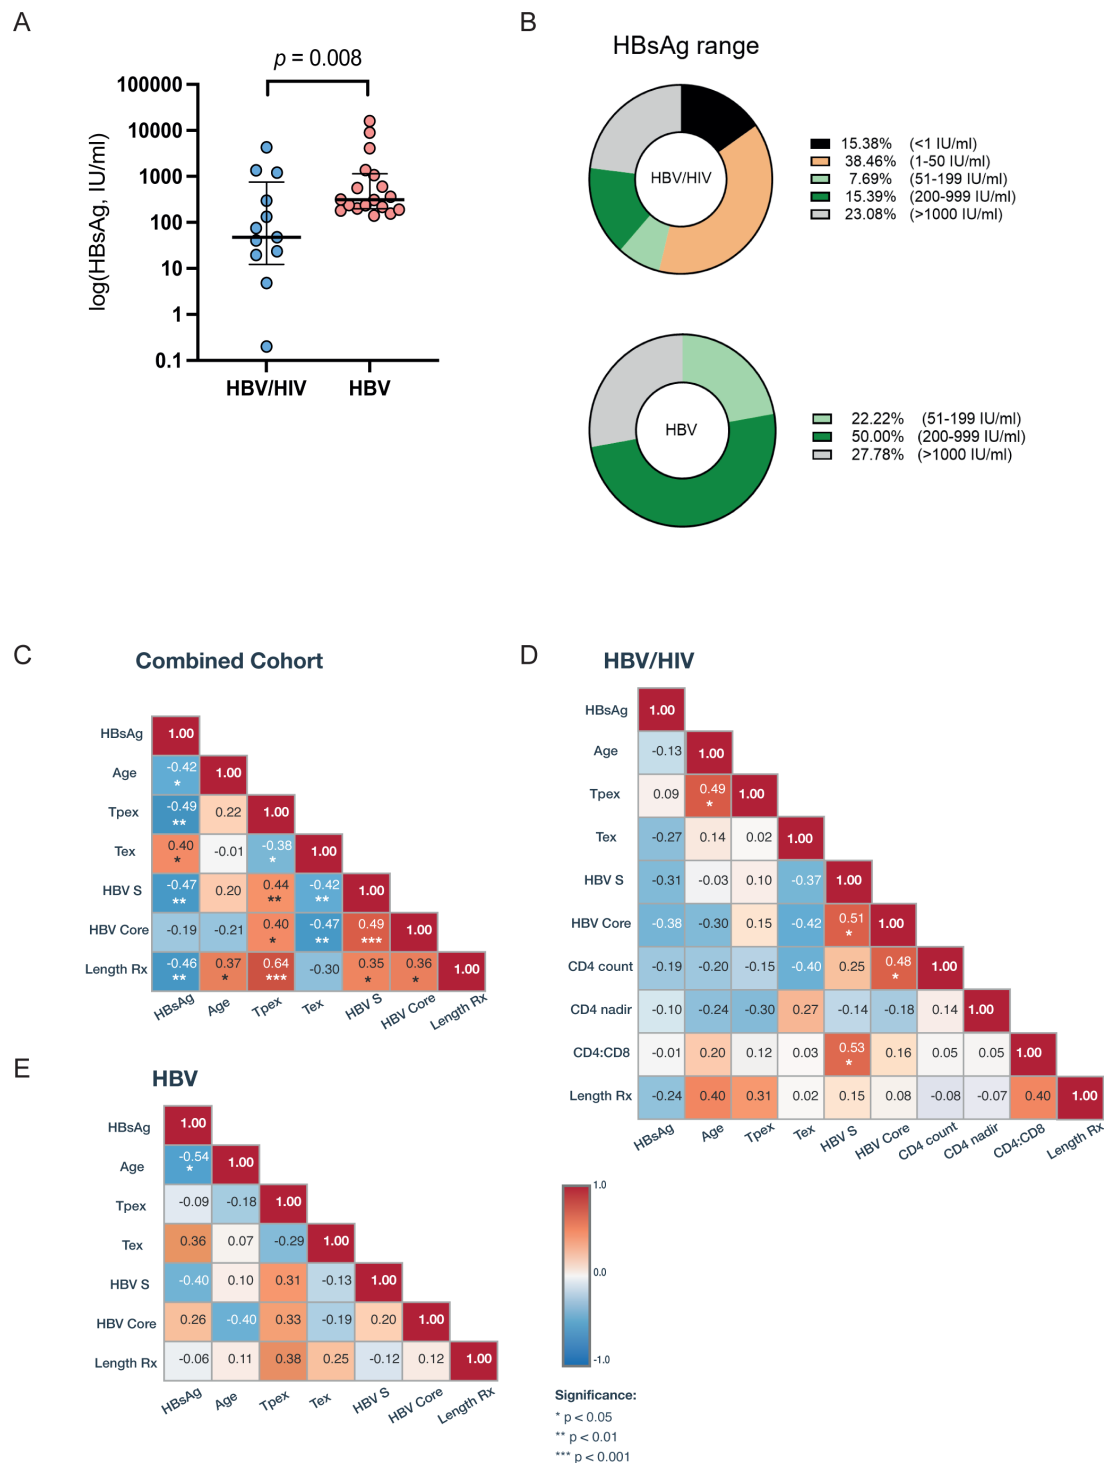 A
p = 0.008
log(HBsAg, IU/ml)
100000
10000
1000
100
10
1
0.1
HBV/HIV HBV
B
HBsAg range
HBV/HIV
15.38% (<1 IU/ml)
38.46% (1-50 IU/ml)
7.69% (51-199 IU/ml)
15.39% (200-999 IU/ml)
23.08% (>1000 IU/ml)
HBV
22.22% (51-199 IU/ml)
50.00% (200-999 IU/ml)
27.78% (>1000 IU/ml)
C
Combined Cohort
HBsAg 1.00
Age -0.42 * 1.00
Tpex -0.49 ** 0.22 1.00
Tex 0.40 * -0.01 -0.38 * 1.00
HBV S -0.47 ** 0.20 0.44 ** -0.42 ** 1.00
HBV Core -0.19 -0.21 0.40 * -0.47 ** 0.49 *** 1.00
Length Rx -0.46 ** 0.37 * 0.64 *** -0.30 0.35 * 0.36 * 1.00
HBsAg Age Tpex Tex HBV S HBV Core Length Rx
D
HBV/HIV
HBsAg 1.00
Age -0.13 1.00
Tpex 0.09 0.49 * 1.00
Tex -0.27 0.14 0.02 1.00
HBV S -0.31 -0.03 0.10 -0.37 1.00
HBV Core -0.38 -0.30 0.15 -0.42 0.51 * 1.00
CD4 count -0.19 -0.20 -0.15 -0.40 0.25 0.48 * 1.00
CD4 nadir -0.10 -0.24 -0.30 0.27 -0.14 -0.18 0.14 1.00
CD4:CD8 -0.01 0.20 0.12 0.03 0.53 * 0.16 0.05 0.05 1.00
Length Rx -0.24 0.40 0.31 0.02 0.15 0.08 -0.08 -0.07 0.40 1.00
HBsAg Age Tpex Tex HBV S HBV Core CD4 count CD4 nadir CD4:CD8 Length Rx
E
HBV
HBsAg 1.00
Age -0.54 * 1.00
Tpex -0.09 -0.18 1.00
Tex 0.36 0.07 -0.29 1.00
HBV S -0.40 0.10 0.31 -0.13 1.00
HBV Core 0.26 -0.40 0.33 -0.19 0.20 1.00
Length Rx -0.06 0.11 0.38 0.25 -0.12 0.12 1.00
HBsAg Age Tpex Tex HBV S HBV Core Length Rx
1.0
0.0
-1.0
Significance:
* p < 0.05
** p < 0.01
*** p < 0.001